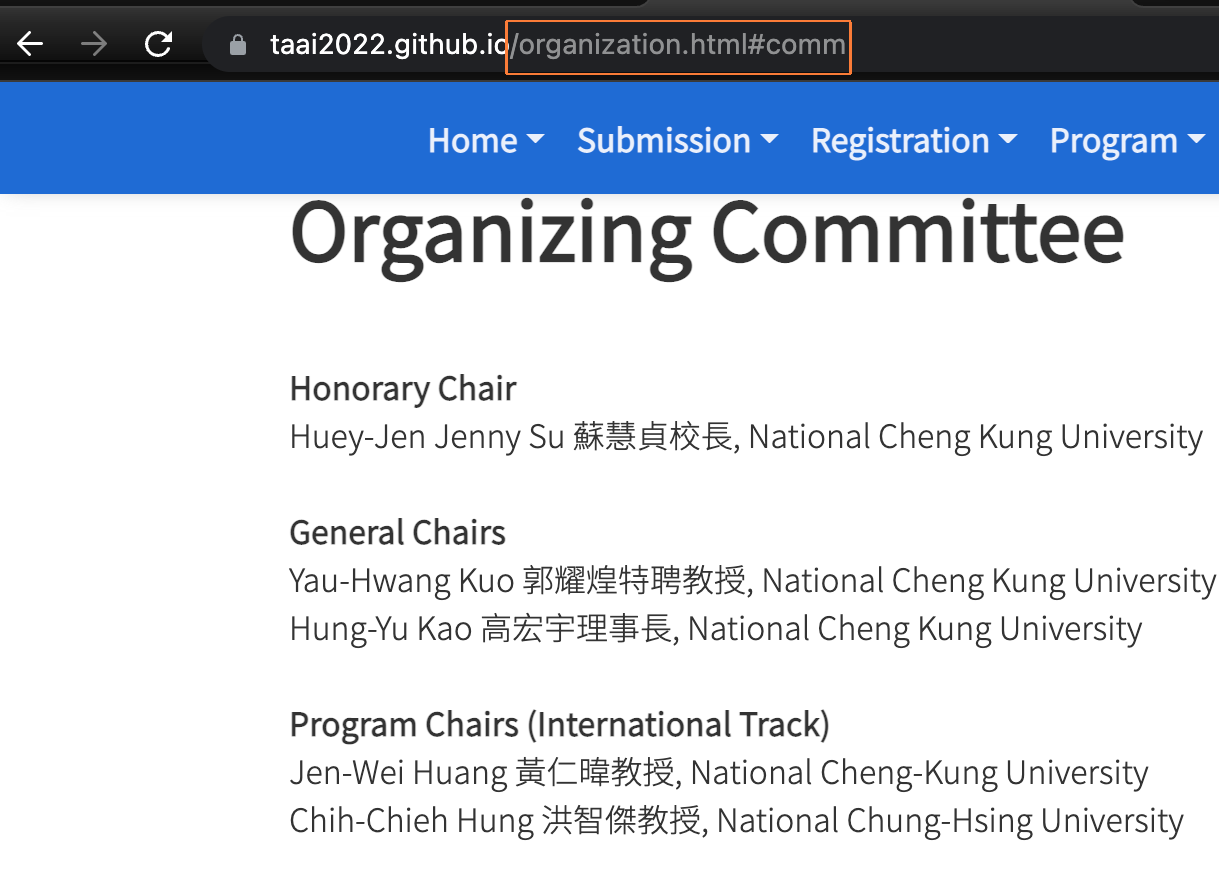 taai2022.github.io/organization.html#comm
Home Submission Registration Program
Organizing Committee
Honorary Chair
Huey-Jen Jenny Su 蘇慧貞校長, National Cheng Kung University
General Chairs
Yau-Hwang Kuo 郭耀煌特聘教授, National Cheng Kung University
Hung-Yu Kao 高宏宇理事長, National Cheng Kung University
Program Chairs (International Track)
Jen-Wei Huang 黃仁暐教授, National Cheng-Kung University
Chih-Chieh Hung 洪智傑教授, National Chung-Hsing University